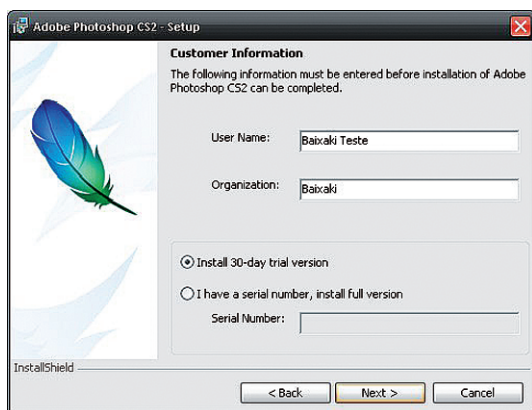 Adobe Photoshop CS2 - Setup
Customer Information
The following information must be entered before installation of Adobe
Photoshop CS2 can be completed.
User Name: Baixaki Teste
Organization: Baixaki
Install 30-day trial version
I have a serial number, install full version
Serial Number:
InstallShield
< Back Next > Cancel